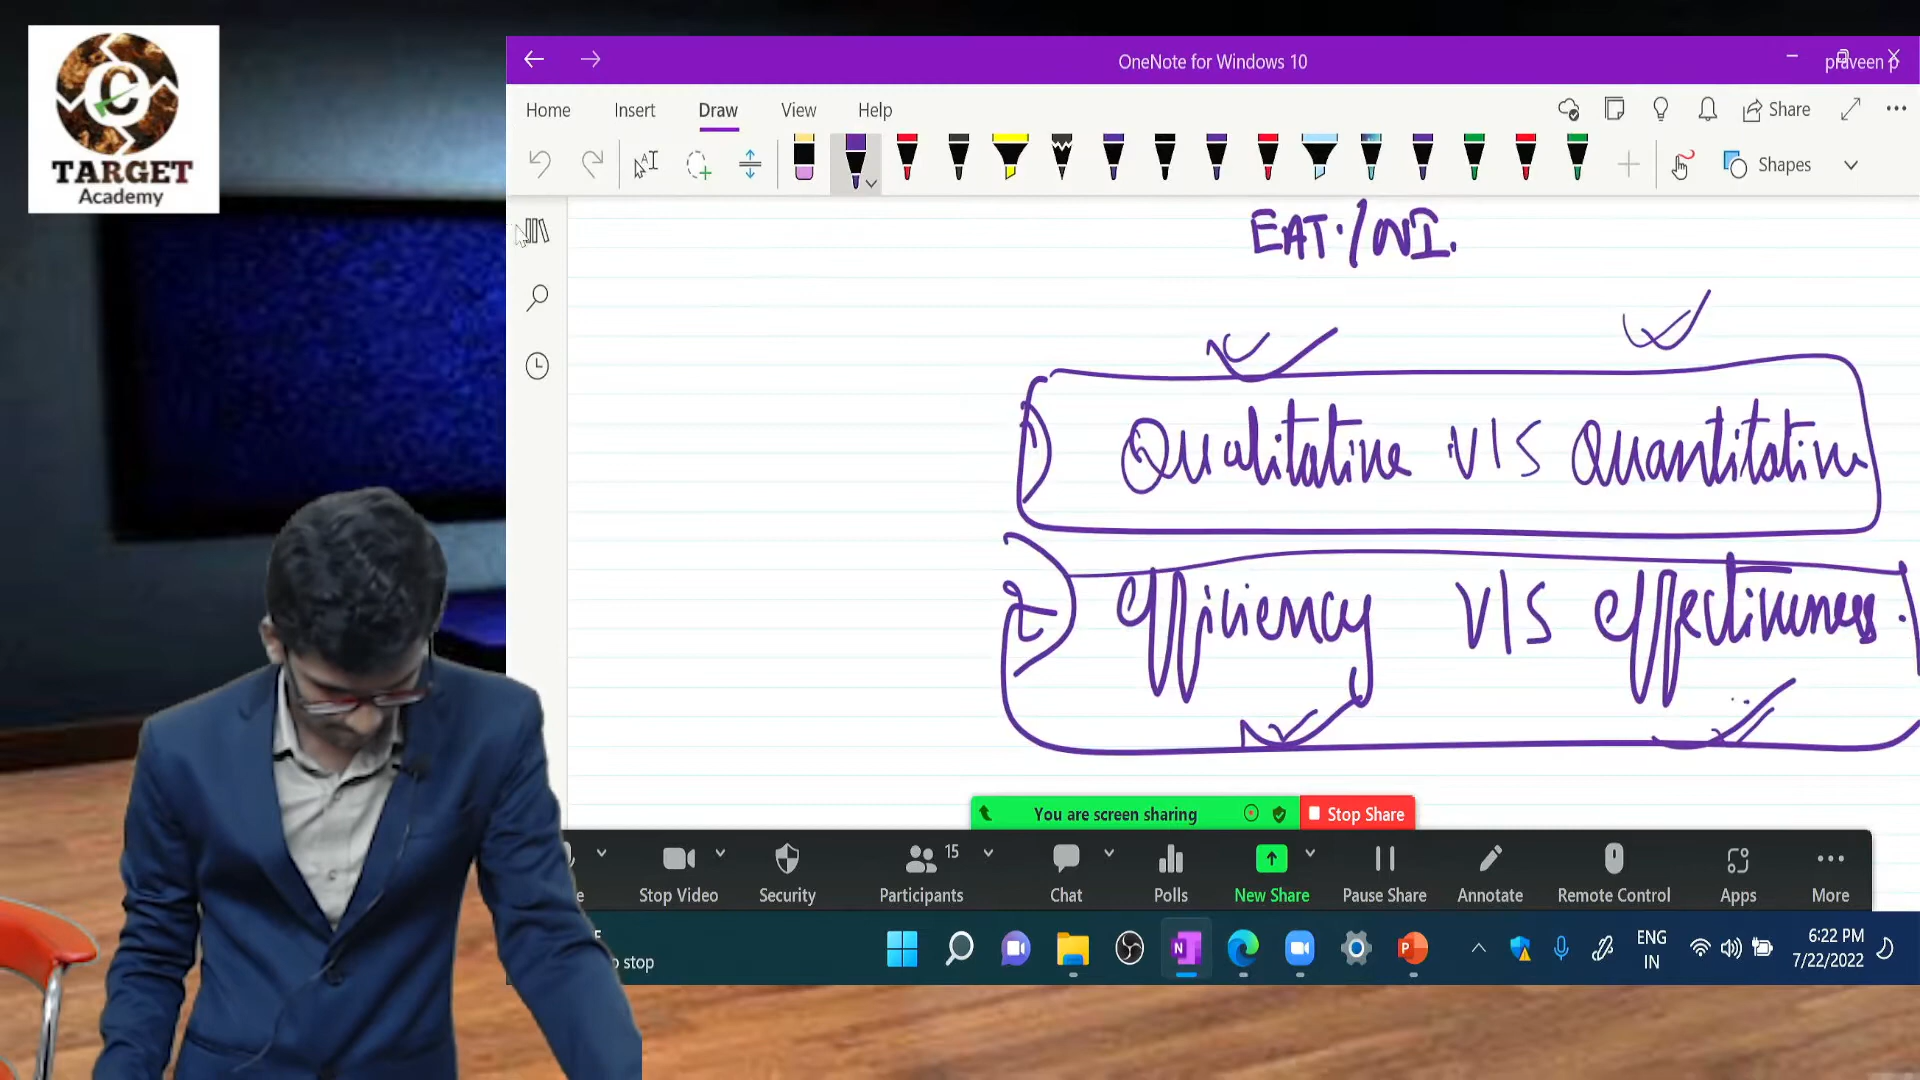 C
TARGET
Academy
OneNote for Windows 10
praveen p
Home Insert Draw View Help
Share
Shapes
EAT./NI.
1) Qualitative V/S Quantitative
2) efficiency V/S effectiveness.
You are screen sharing
Stop Share
15
e Stop Video Security Participants Chat Polls New Share Pause Share Annotate Remote Control Apps More
o stop
ENG
IN
6:22 PM
7/22/2022